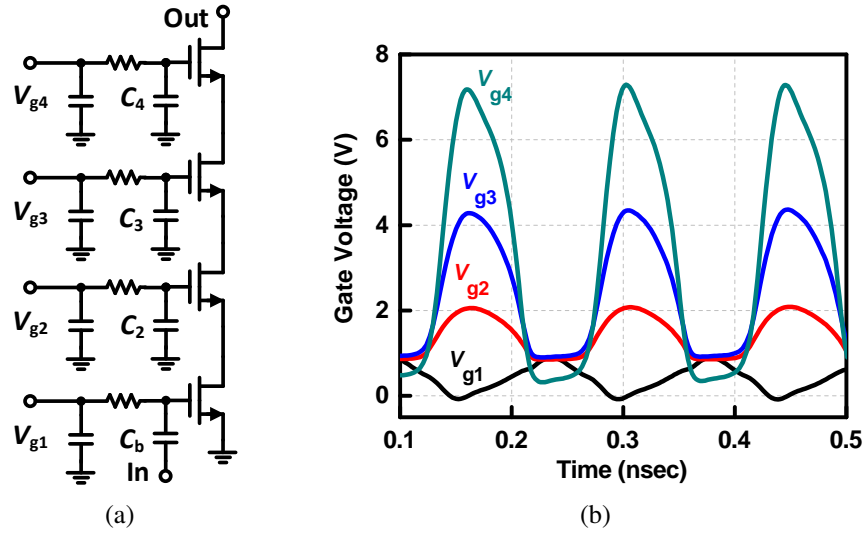 Out
Vg4
C4
Vg3
C3
Vg2
C2
Vg1
Cb
In
(a)
Gate Voltage (V)
8
6
4
2
0
Vg4
Vg3
Vg2
Vg1
0.1 0.2 0.3 0.4 0.5
Time (nsec)
(b)